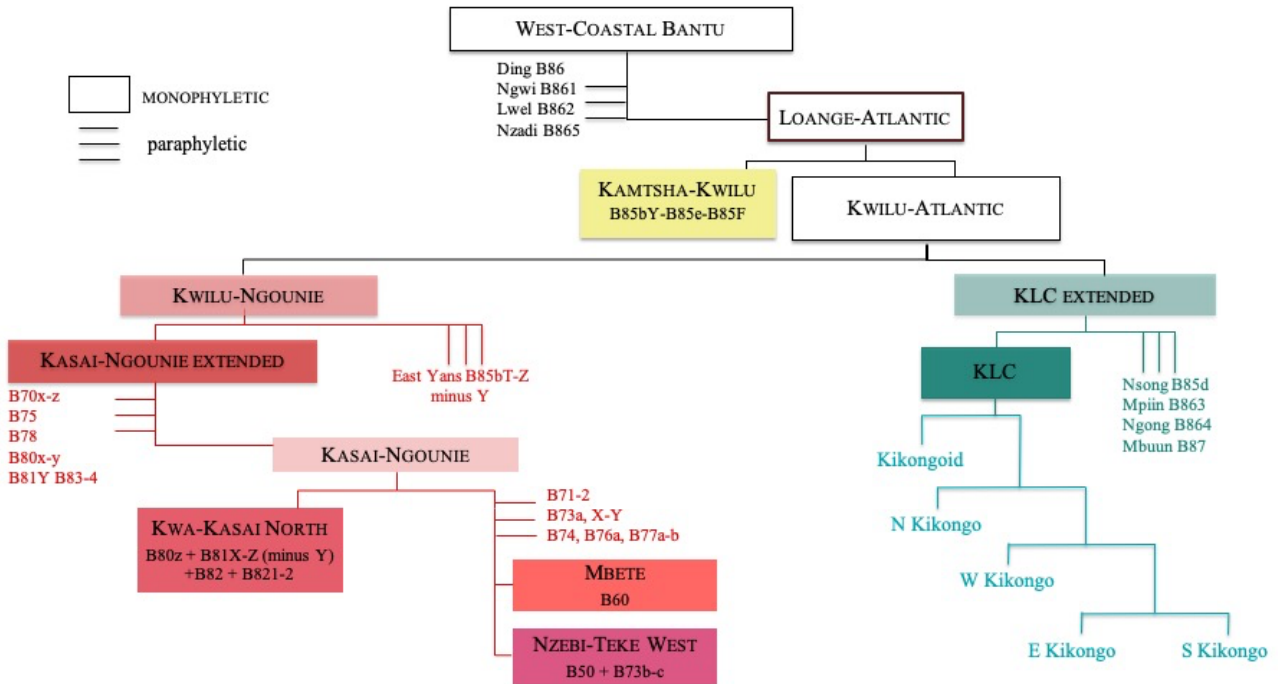 WEST-COASTAL BANTU
Ding B86
Ngwi B861
Lwel B862
Nzadi B865
MONOPHYLETIC
paraphyletic
LOANGE-ATLANTIC
KAMTSHA-KWILU
B85bY-B85e-B85F
KWILU-ATLANTIC
KWILU-NGOUNIE
KLC EXTENDED
KASAI-NGOUNIE EXTENDED
East Yans B85bT-Z
minus Y
KLC
Nsong B85d
Mpiin B863
Ngong B864
Mbuun B87
B70x-z
B75
B78
B80x-y
B81Y B83-4
KASAI-NGOUNIE
Kikongoid
KWA-KASAI NORTH
B80z + B81X-Z (minus Y)
+B82 + B821-2
B71-2
B73a, X-Y
B74, B76a, B77a-b
N Kikongo
MBETE
B60
W Kikongo
NZEBI-TEKE WEST
B50 + B73b-c
E Kikongo
S Kikongo